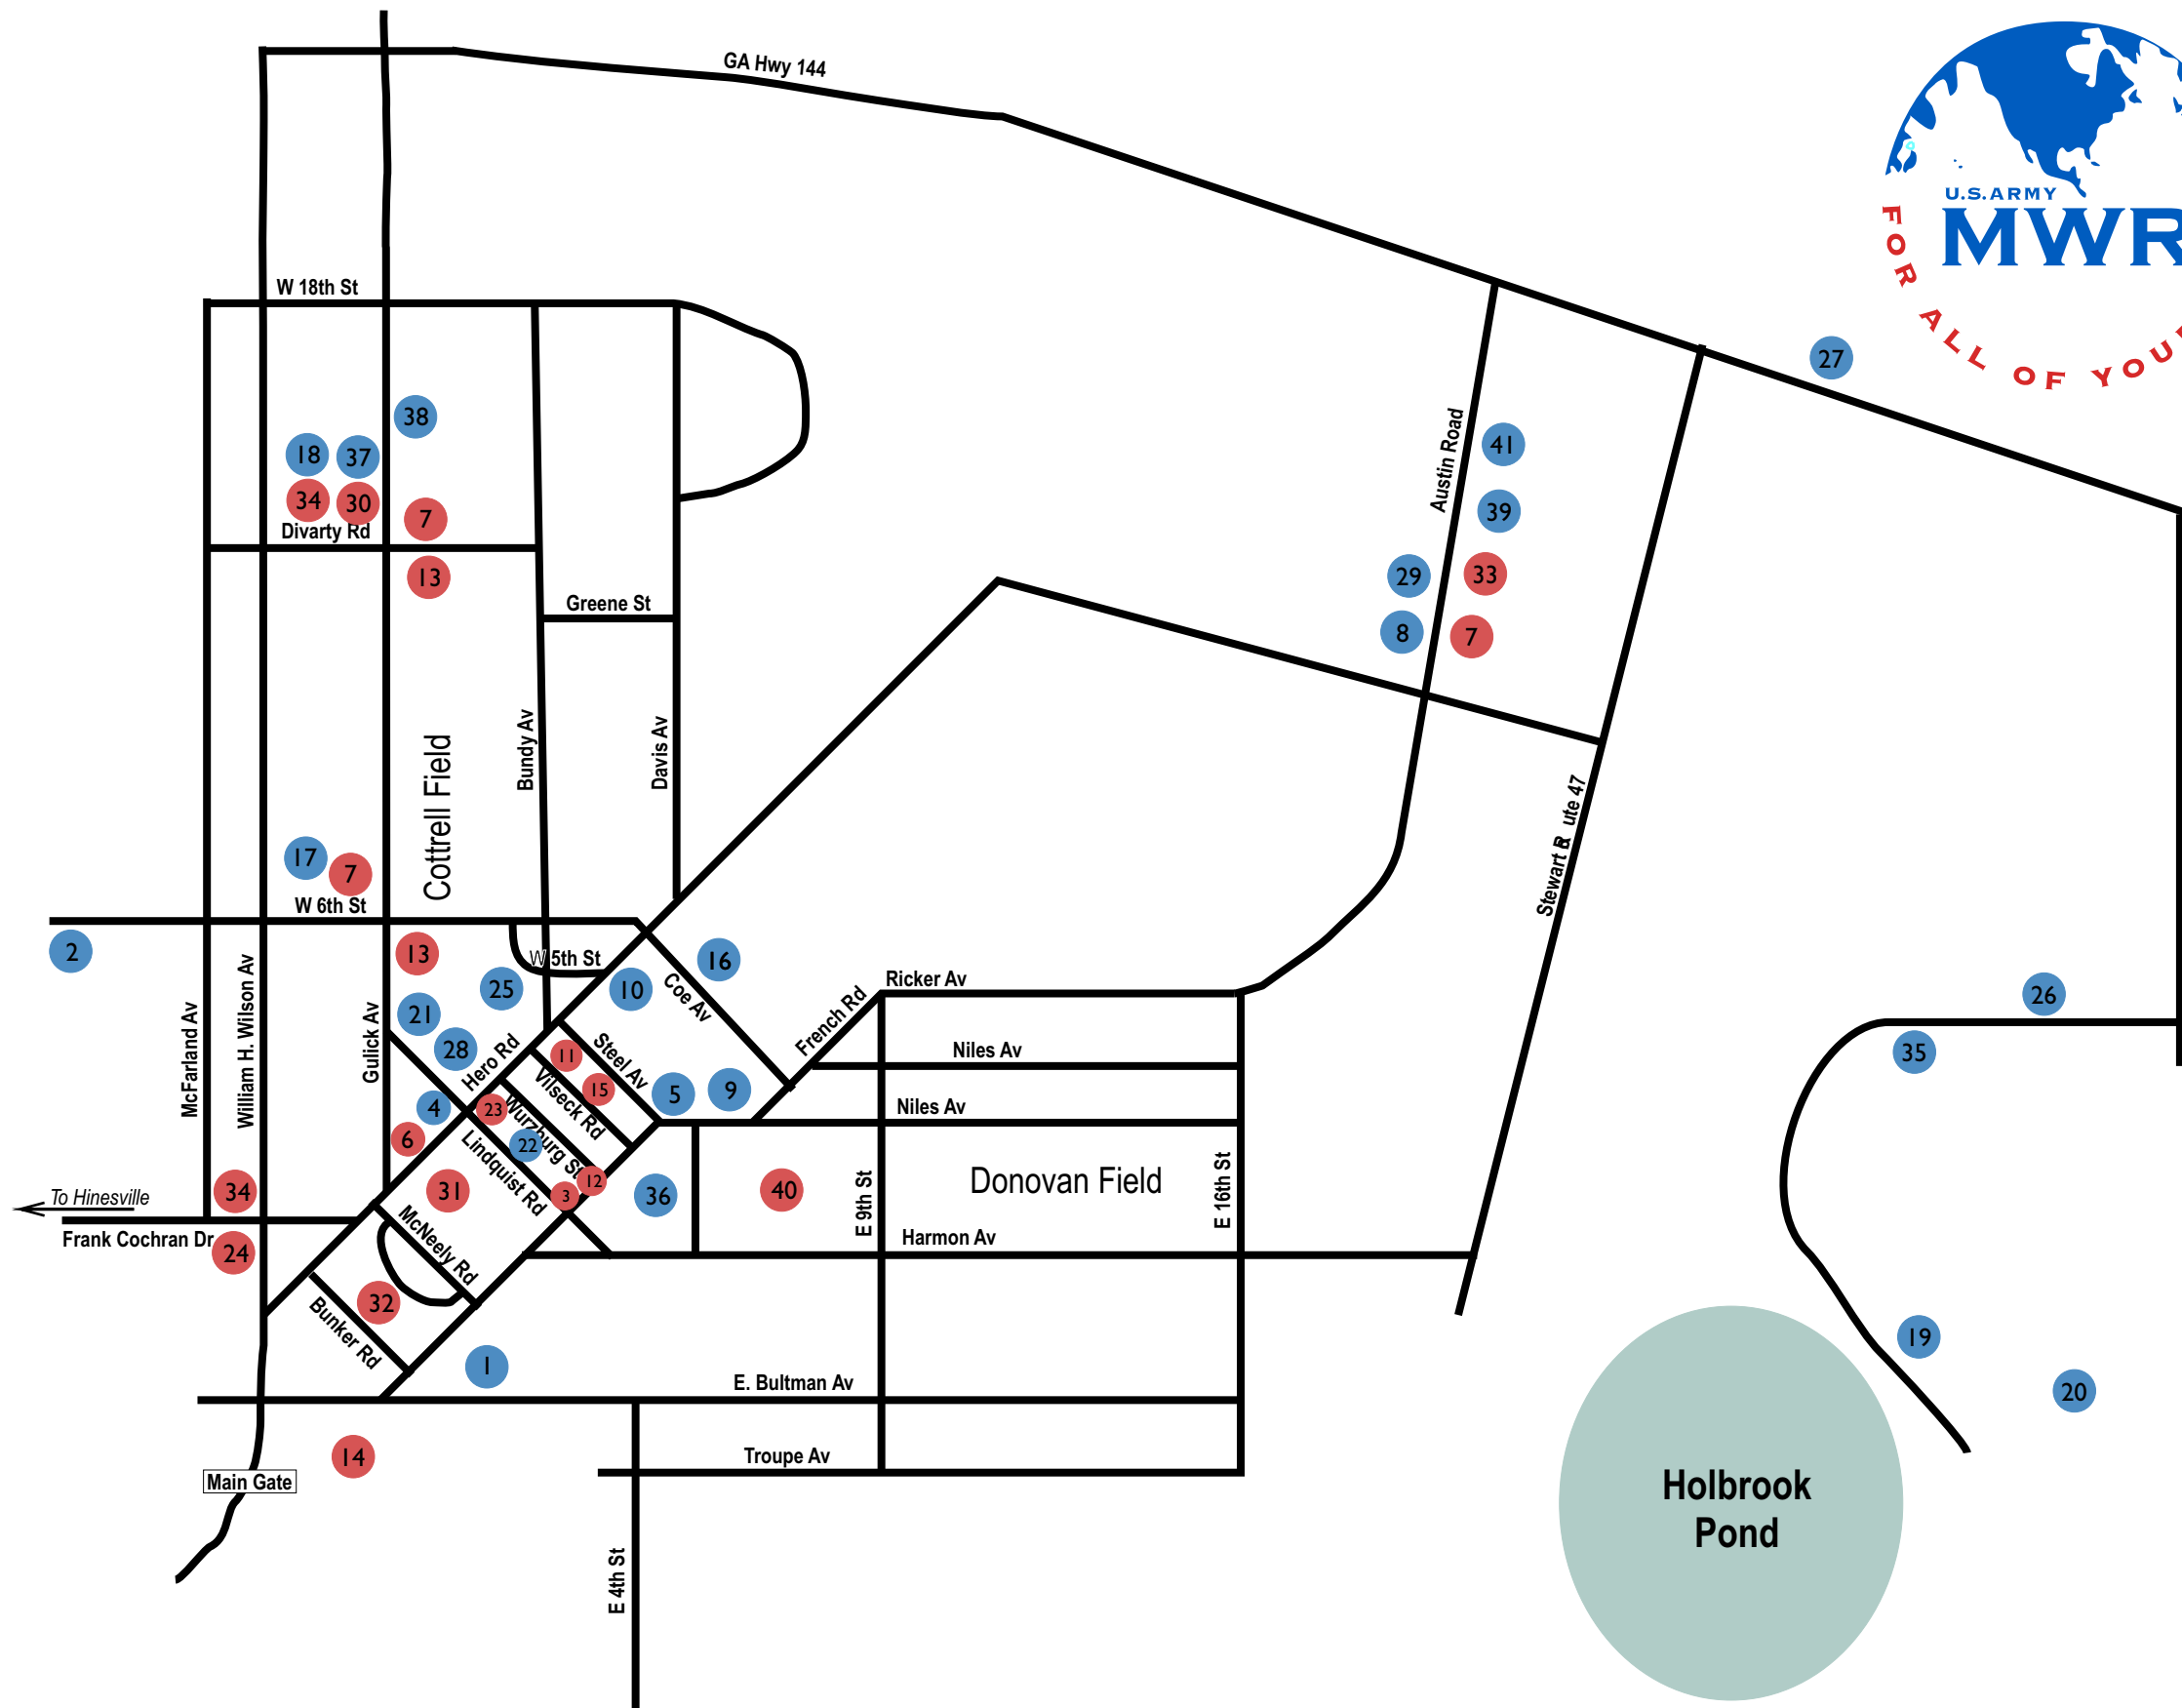 GA Hwy 144
U.S.ARMY
MWR
FOR ALL OF YOU
W 18th St
27
38
18
37
41
34
30
7
Austin Road
39
Divarty Rd
13
29
33
Greene St
8
7
Cottrell Field
Bundy Av
Davis Av
Stewart
ute 47
17
7
W 6th St
2
13
W 5th St
16
25
10
Coe Av
Ricker Av
26
21
French Rd
McFarland Av
William H. Wilson Av
Gulick Av
28
Hero Rd
11
Steel Av
Niles Av
35
Vilseck Rd
15
5
9
4
23
Wurzburg St
Niles Av
6
Lindquist Rd
22
12
34
31
3
36
40
E 9th St
Donovan Field
E 16th St
To Hinesville
Frank Cochran Dr
24
McNeely Rd
Harmon Av
32
Bunker Rd
19
1
E. Bultman Av
20
14
Troupe Av
Main Gate
Holbrook
Pond
E 4th St